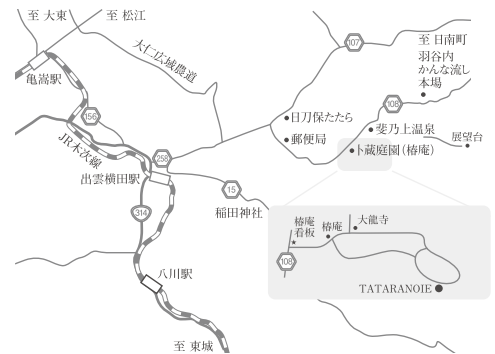 至 大東
至 松江
大仁広域農道
107
至 日南町
羽谷内
かんな流し
本場
亀嵩駅
156
108
日刀保たたら
斐乃上温泉
展望台
郵便局
JR木次線
258
卜蔵庭園(椿庵)
出雲横田駅
15
稲田神社
314
椿庵
看板
椿庵
大龍寺
108
八川駅
TATARANOIE
至 東城